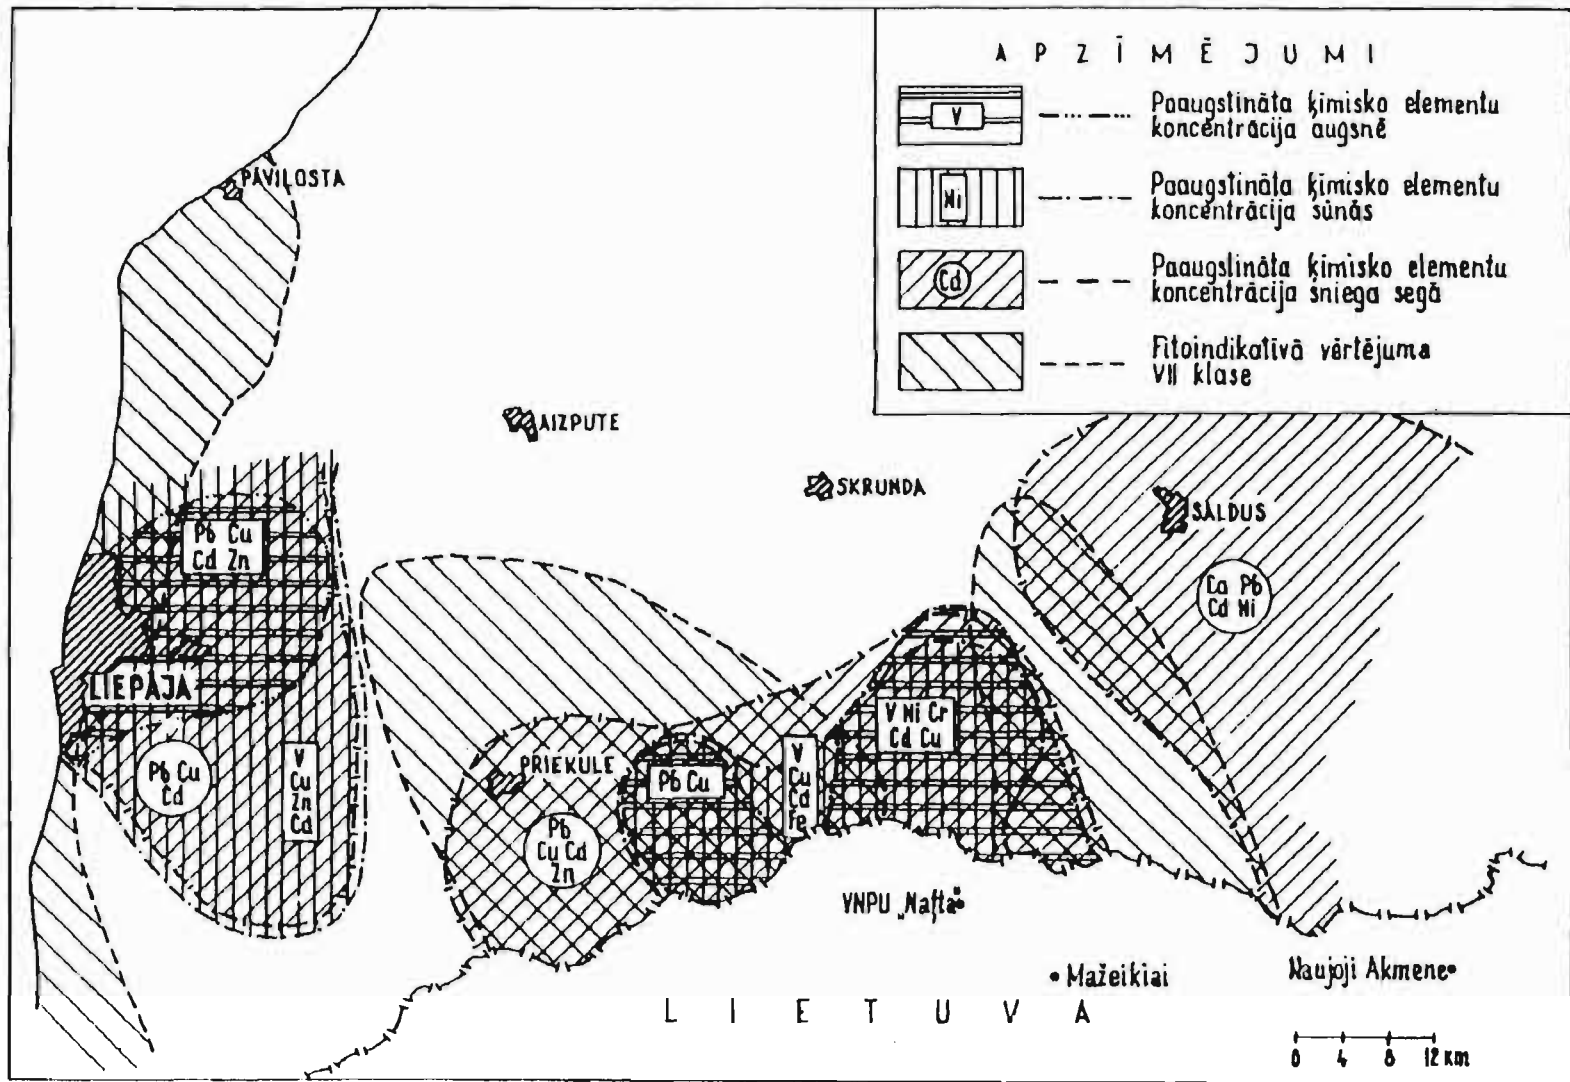 APZĪMĒJUMI
V
Paaugstināta ķīmisko elementu
koncentrācija augsnē
Ni
Paaugstināta ķīmisko elementu
koncentrācija sūnās
Cd
Paaugstināta ķīmisko elementu
koncentrācija sniega segā
Fitoindikatīvā vērtējuma
VII klase
PĀVILOSTA
AIZPUTE
SKRUNDA
SALDUS
Pb Cu
Cd Zn
Ca Pb
Cd Ni
LIEPĀJA
V Ni Cr
Cd Cu
Pb Cu
Cd
V
Cu
Zn
Cd
PRIEKULE
Pb Cu
V
Cu
Cd
Fe
Pb
Cu Cd
Zn
VNPU „Nafta"
Mažeikiai
Naujoji Akmene
LIETUVA
0 4 8 12 KM